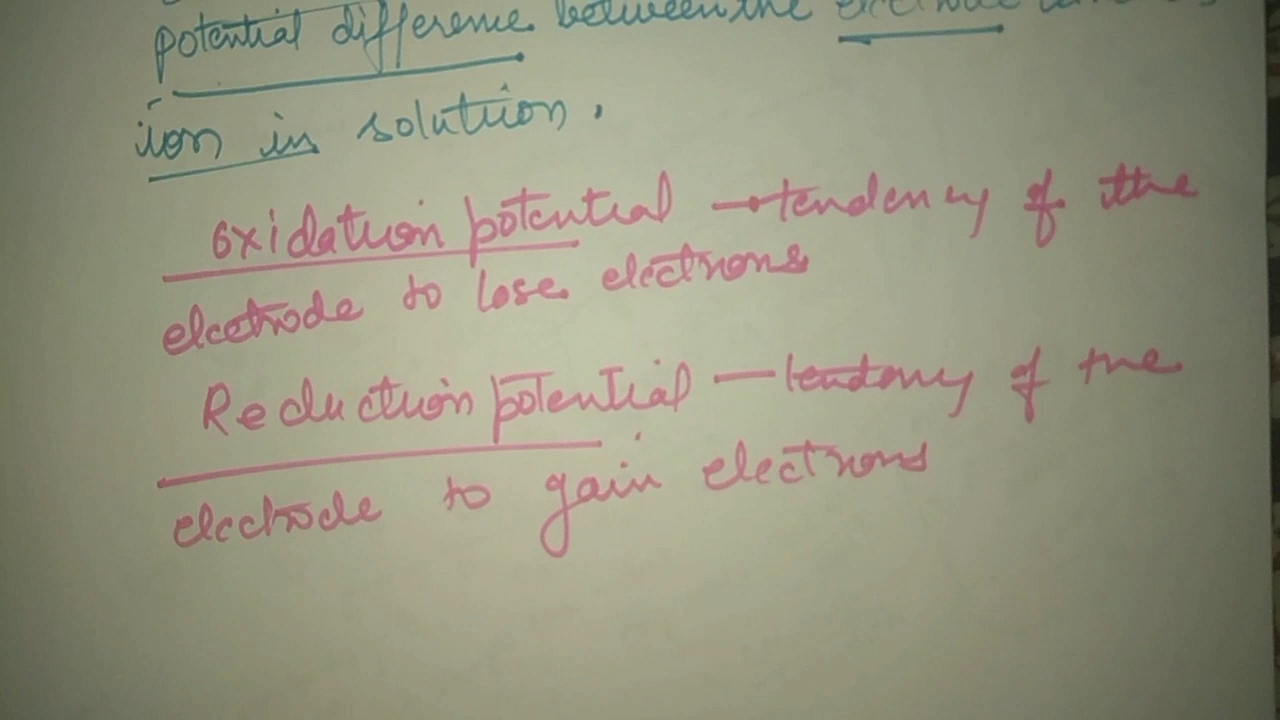 potential difference between the electrode
ion in solution.
oxidation potential → tendency of the
electrode to lose electrons
Reduction potential — tendency of the
electrode to gain electrons